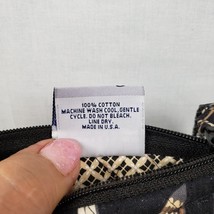 100% COTTON
MACHINE WASH COOL, GENTLE
CYCLE. DO NOT BLEACH.
LINE DRY.
MADE IN U.S.A.